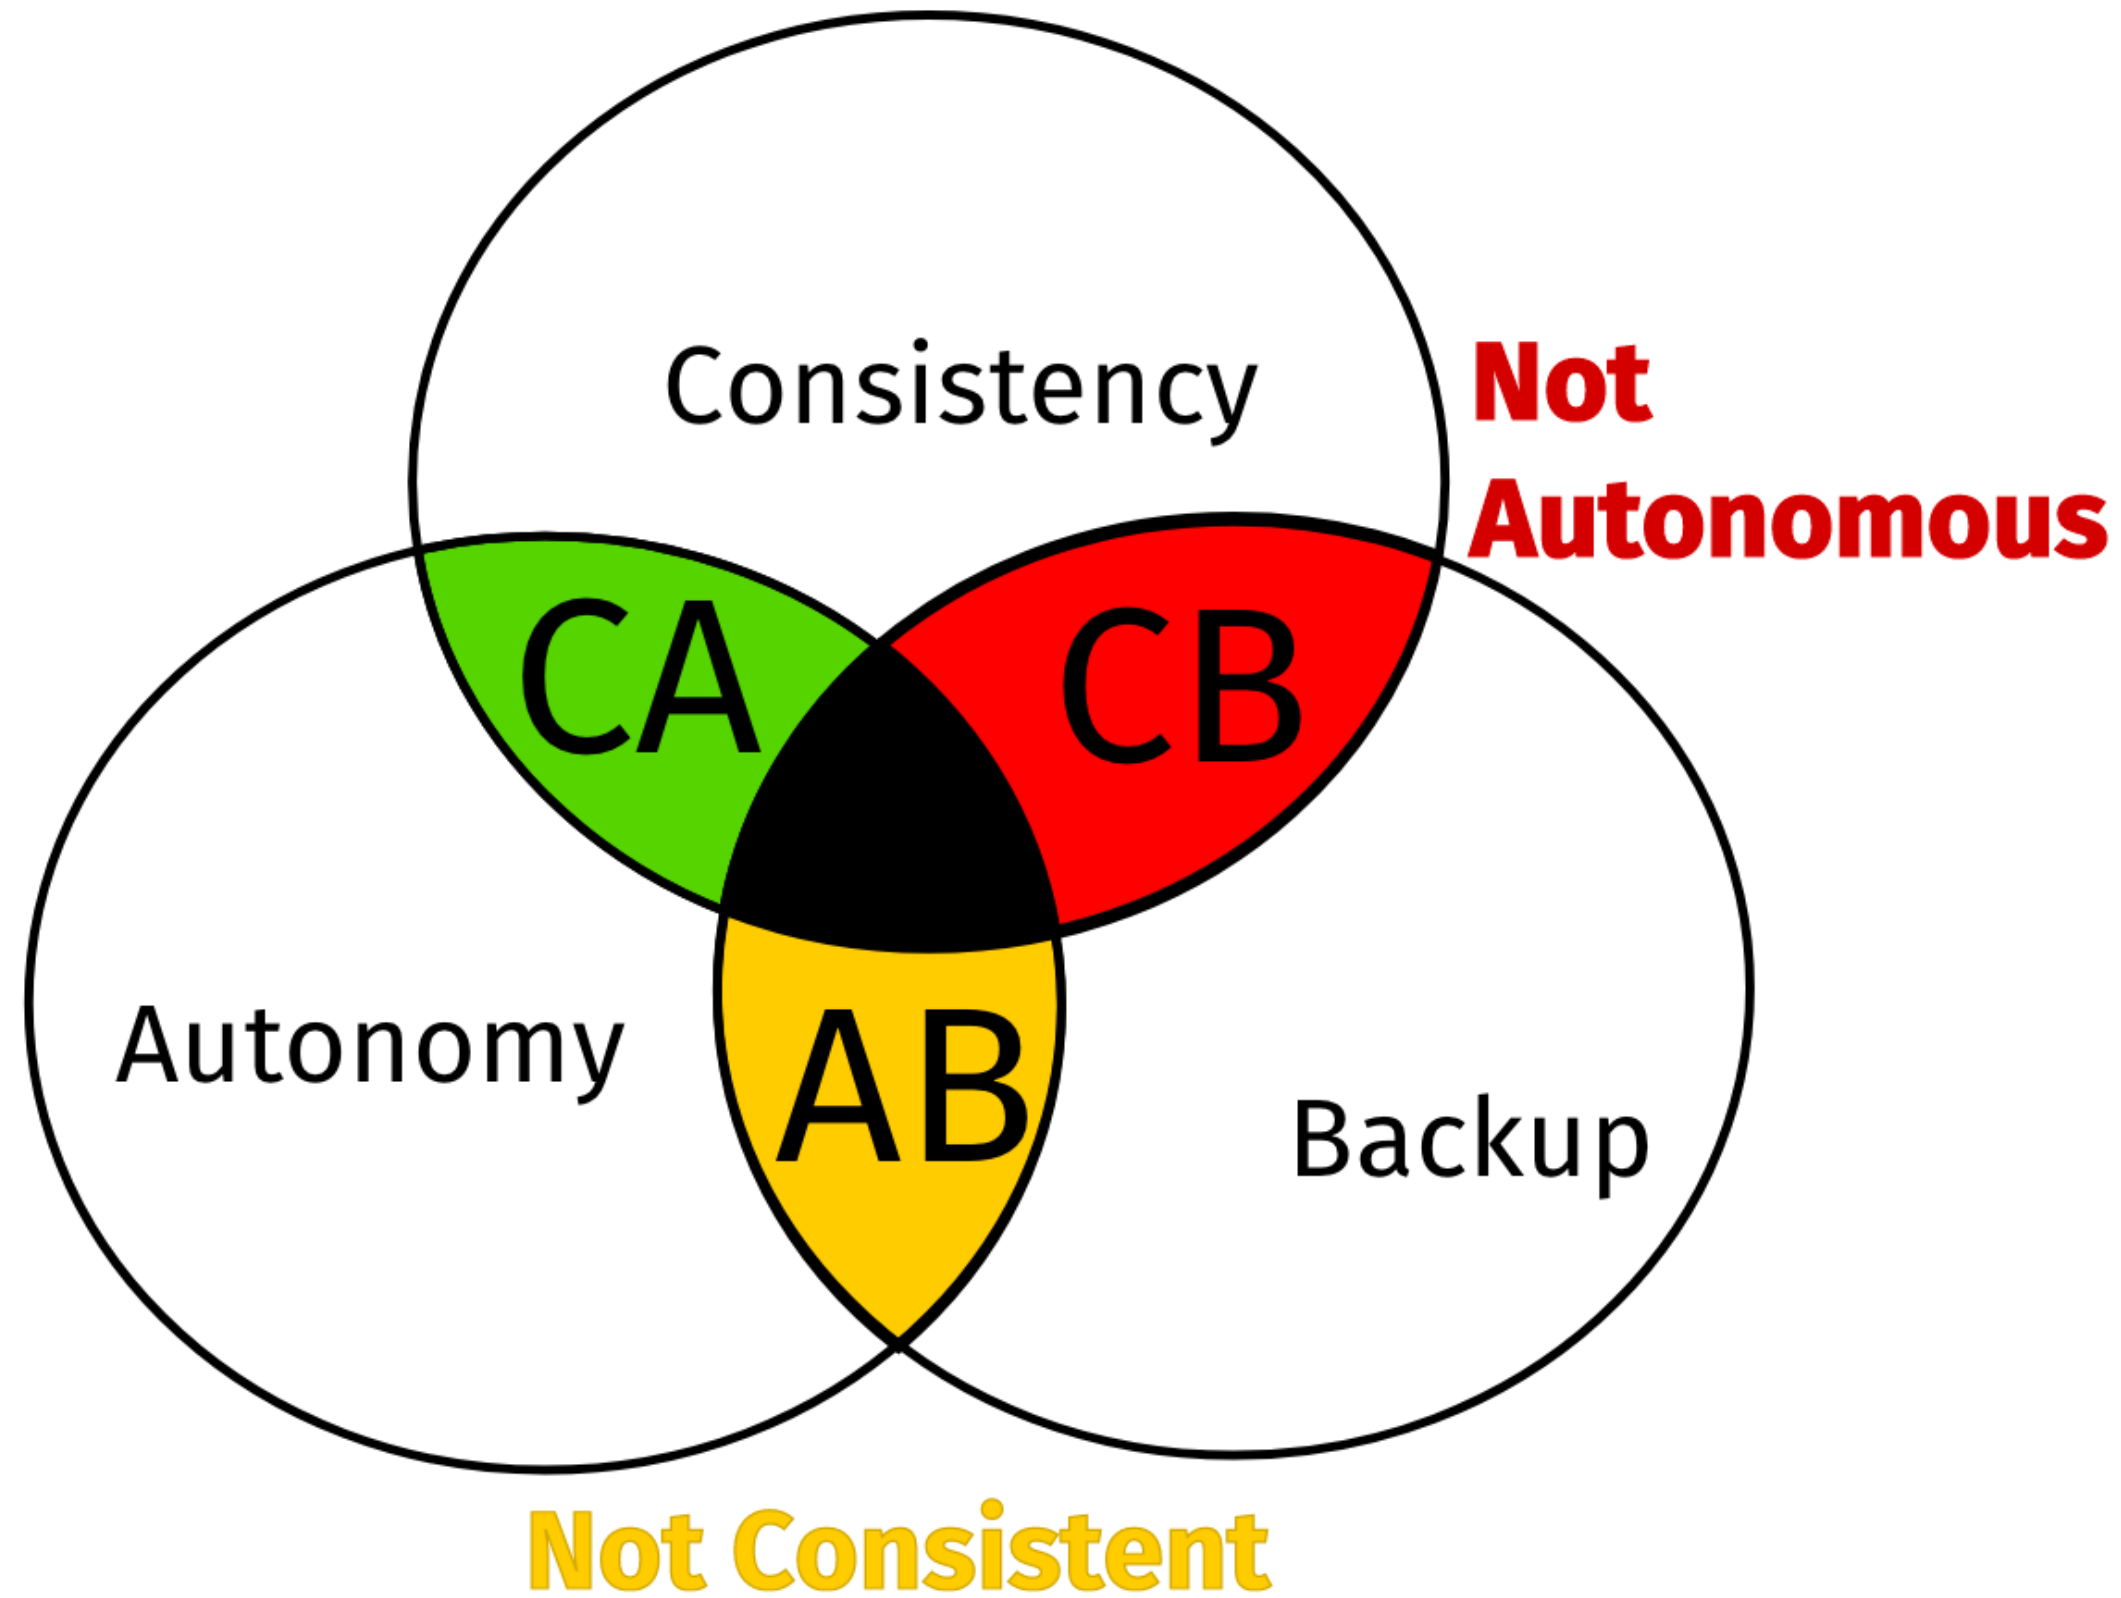 Consistency
Not
Autonomous
CA
CB
Autonomy
AB
Backup
Not Consistent